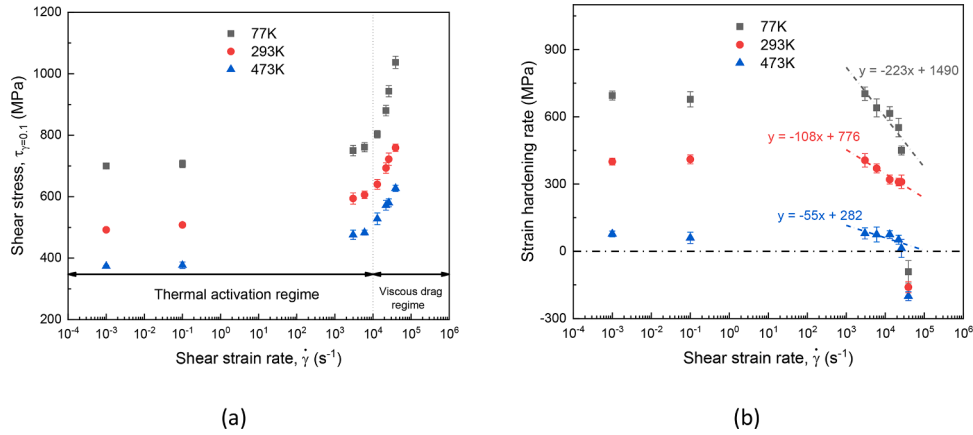 1200
1000
800
600
400
200
Shear stress, τγ=0.1 (MPa)
77K
293K
473K
Thermal activation regime
Viscous drag
regime
10⁻⁴ 10⁻³ 10⁻² 10⁻¹ 10⁰ 10¹ 10² 10³ 10⁴ 10⁵ 10⁶
Shear strain rate, γ̇ (s⁻¹)
(a)
1050
900
600
300
0
-300
Strain hardening rate (MPa)
77K
293K
473K
y = -223x + 1490
y = -108x + 776
y = -55x + 282
10⁻⁴ 10⁻³ 10⁻² 10⁻¹ 10⁰ 10¹ 10² 10³ 10⁴ 10⁵ 10⁶
Shear strain rate, γ̇ (s⁻¹)
(b)